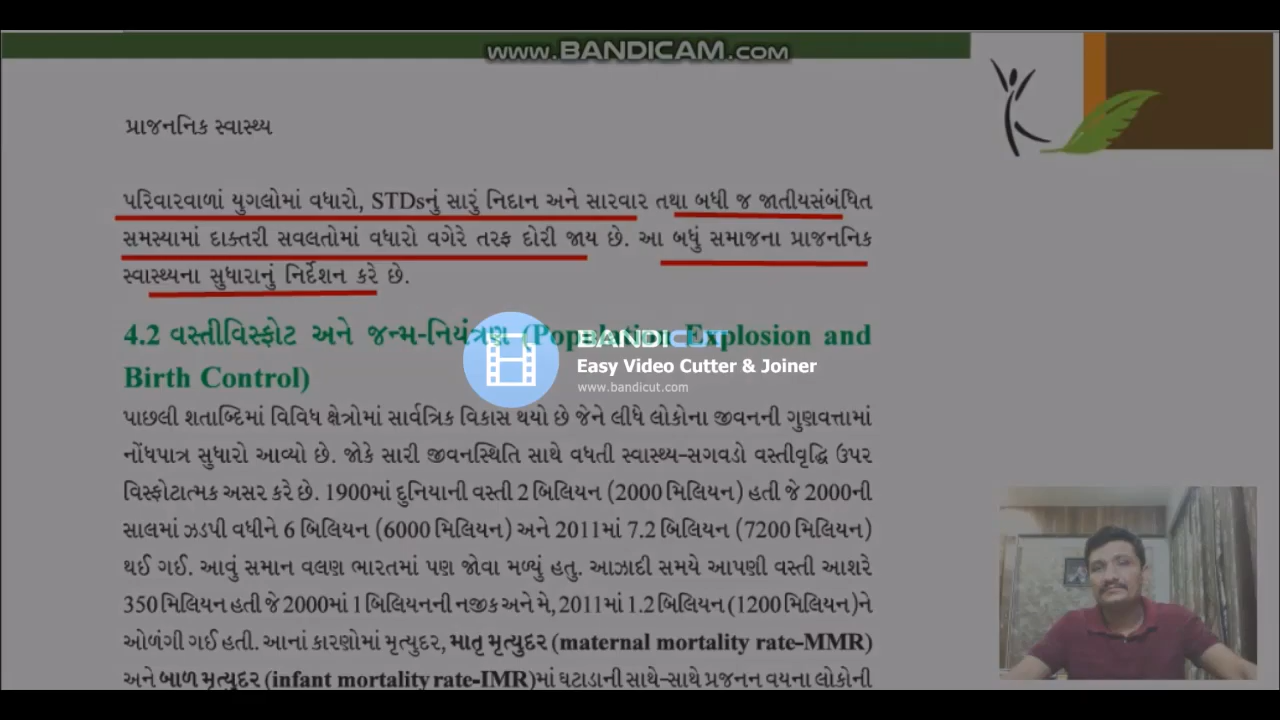 www.BANDICAM.com
પ્રાજનનિક સ્વાસ્થ્ય
પરિવારવાળાં યુગલોમાં વધારો, STDsનું સારું નિદાન અને સારવાર તથા બધી જ જાતીયસંબંધિત
સમસ્યામાં દાક્તરી સવલતોમાં વધારો વગેરે તરફ દોરી જાય છે. આ બધું સમાજના પ્રાજનનિક
સ્વાસ્થ્યના સુધારાનું નિર્દેશન કરે છે.
4.2 વસ્તીવિસ્ફોટ અને જન્મ-નિયંત્રણ (Population Explosion and
Birth Control)
BANDICUT
Easy Video Cutter & Joiner
www.bandicut.com
પાછલી શતાબ્દિમાં વિવિધ ક્ષેત્રોમાં સાર્વત્રિક વિકાસ થયો છે જેને લીધે લોકોના જીવનની ગુણવત્તામાં
નોંધપાત્ર સુધારો આવ્યો છે. જોકે સારી જીવનસ્થિતિ સાથે વધતી સ્વાસ્થ્ય-સગવડો વસ્તીવૃદ્ધિ ઉપર
વિસ્ફોટાત્મક અસર કરે છે. 1900માં દુનિયાની વસ્તી 2 બિલિયન (2000 મિલિયન) હતી જે 2000ની
સાલમાં ઝડપી વધીને 6 બિલિયન (6000 મિલિયન) અને 2011માં 7.2 બિલિયન (7200 મિલિયન)
થઈ ગઈ. આવું સમાન વલણ ભારતમાં પણ જોવા મળ્યું હતુ. આઝાદી સમયે આપણી વસ્તી આશરે
350 મિલિયન હતી જે 2000માં 1 બિલિયનની નજીક અને મે, 2011માં 1.2 બિલિયન (1200 મિલિયન)ને
ઓળંગી ગઈ હતી. આનાં કારણોમાં મૃત્યુદર, માતૃ મૃત્યુદર (maternal mortality rate-MMR)
અને બાળ મૃત્યુદર (infant mortality rate-IMR)માં ઘટાડાની સાથે-સાથે પ્રજનન વયના લોકોની